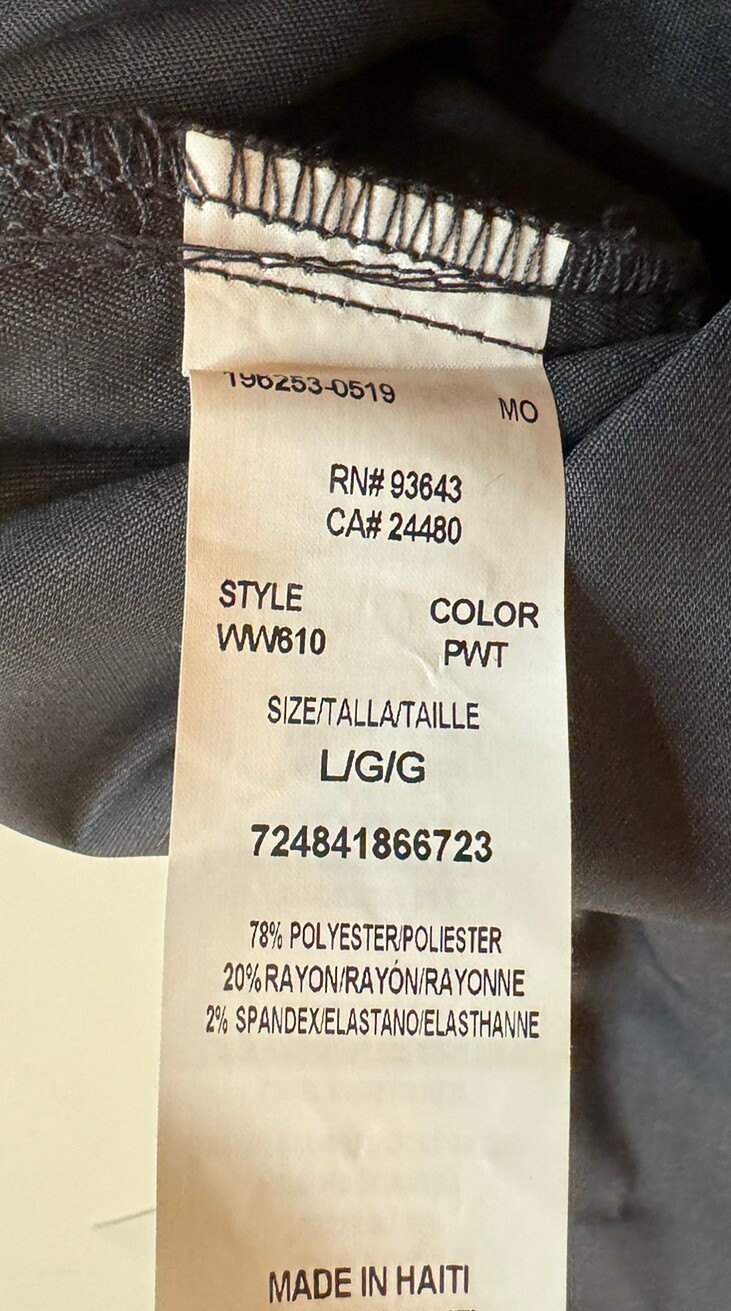 196253-0519
MO
RN# 93643
CA# 24480
STYLE COLOR
WW610 PWT
SIZE/TALLA/TAILLE
L/G/G
724841866723
78% POLYESTER/POLIESTER
20% RAYON/RAYÓN/RAYONNE
2% SPANDEX/ELASTANO/ELASTHANNE
MADE IN HAITI